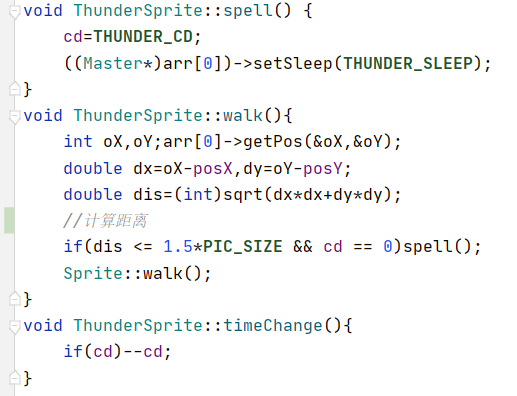 void ThunderSprite::spell() {
    cd=THUNDER_CD;
    ((Master*)arr[0])->setSleep(THUNDER_SLEEP);
}
void ThunderSprite::walk(){
    int oX,oY;arr[0]->getPos(&oX,&oY);
    double dx=oX-posX,dy=oY-posY;
    double dis=(int)sqrt(dx*dx+dy*dy);
    //计算距离
    if(dis <= 1.5*PIC_SIZE && cd == 0)spell();
    Sprite::walk();
}
void ThunderSprite::timeChange(){
    if(cd)--cd;
}